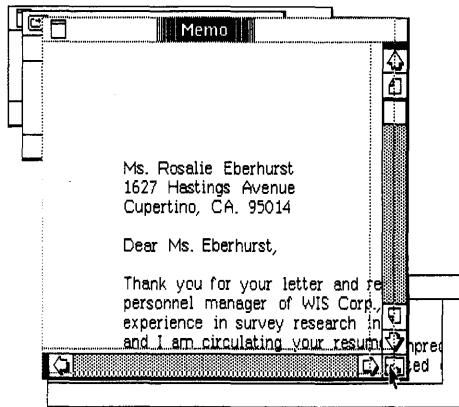 Memo
Ms. Rosalie Eberhurst
1627 Hastings Avenue
Cupertino, CA. 95014
Dear Ms. Eberhurst,
Thank you for your letter and re
personnel manager of WIS Corp.,
experience in survey research in
and I am circulating your resum